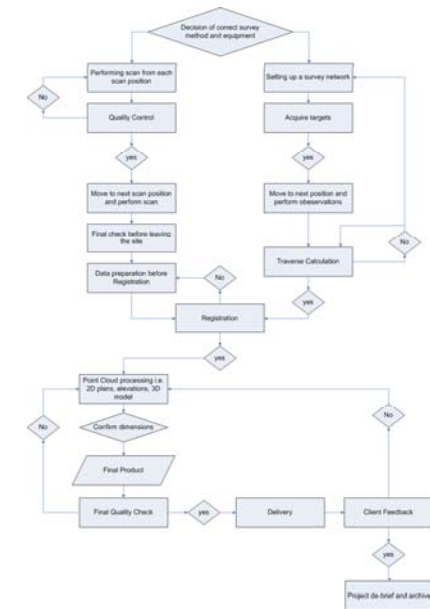 Decision of correct survey
method and equipment
Performing scan from each
scan position
Setting up a survey network
No
Quality Control
Acquire targets
yes
yes
Move to next scan position
and perform scan
Move to next position and
perform observations
Final check before leaving
the site
No
Data preparation before
Registration
No
Traverse Calculation
yes
Registration
yes
Point Cloud processing i.e.
2D plans, elevations, 3D
model
No
Confirm dimensions
No
Final Product
Final Quality Check
yes
Delivery
Client Feedback
yes
Project de-brief and archive